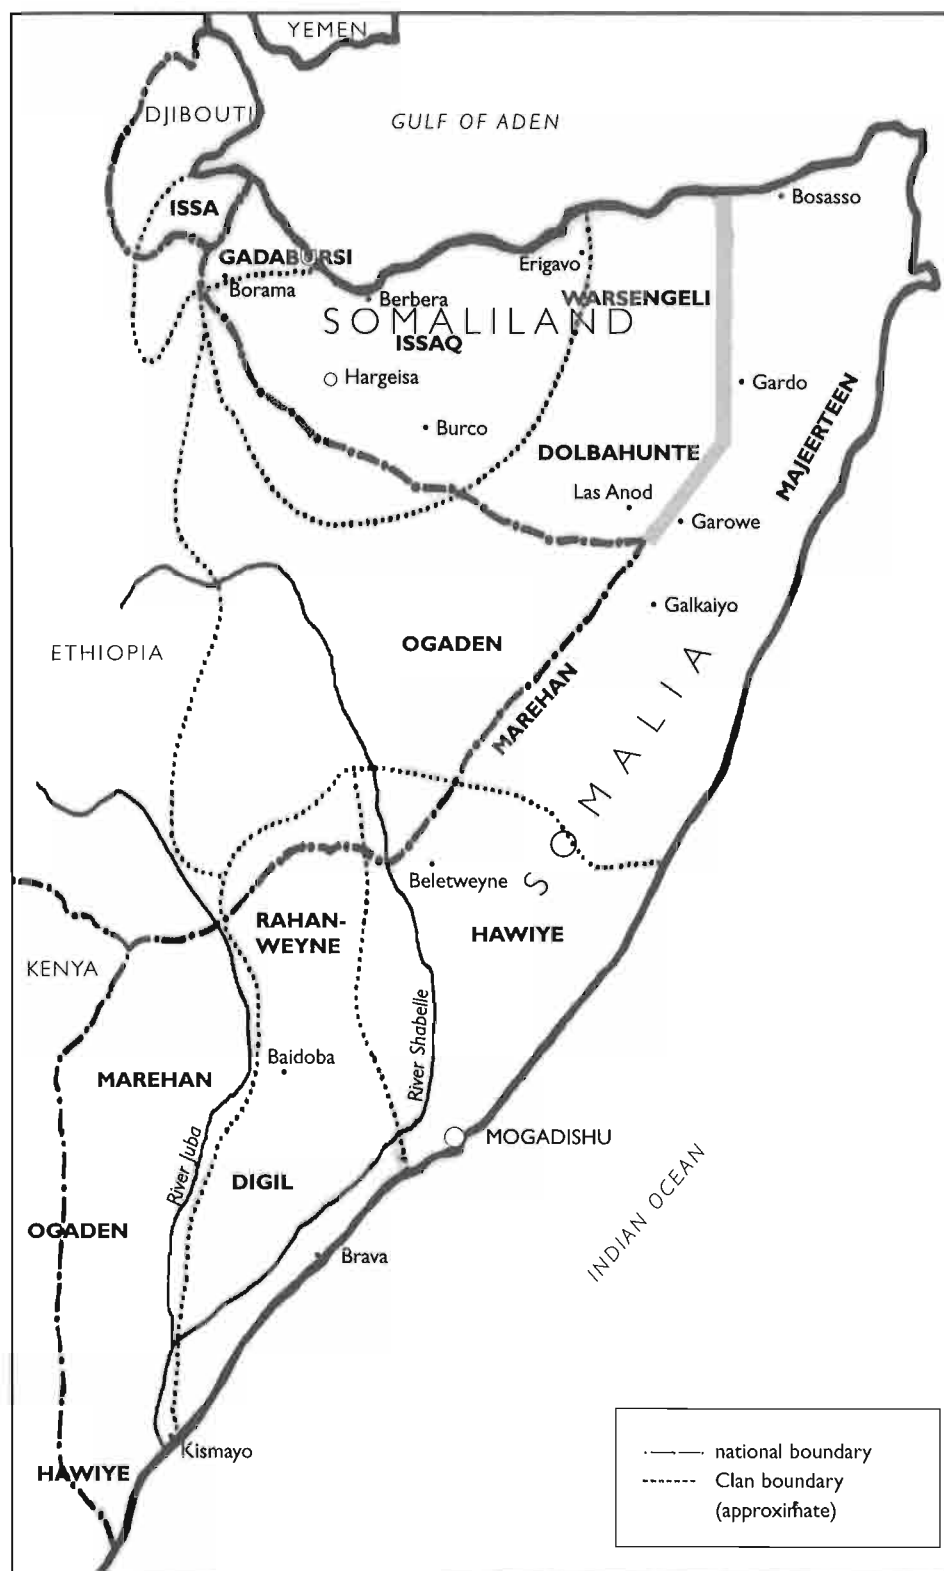 YEMEN
DJIBOUTI
GULF OF ADEN
ISSA
Bosasso
GADABURSI
Erigavo
Borama
Berbera
WARSENGELI
SOMALILAND
ISSAQ
Hargeisa
Gardo
Burco
MAJEERTEEN
DOLBAHUNTE
Las Anod
Garowe
Galkaiyo
ETHIOPIA
OGADEN
MAREHAN
SOMALIA
Beletweyne
RAHAN-
WEYNE
HAWIYE
KENYA
River Shabelle
Baidoba
MAREHAN
River Juba
MOGADISHU
DIGIL
INDIAN OCEAN
OGADEN
Brava
Kismayo
HAWIYE
national boundary
Clan boundary
(approximate)